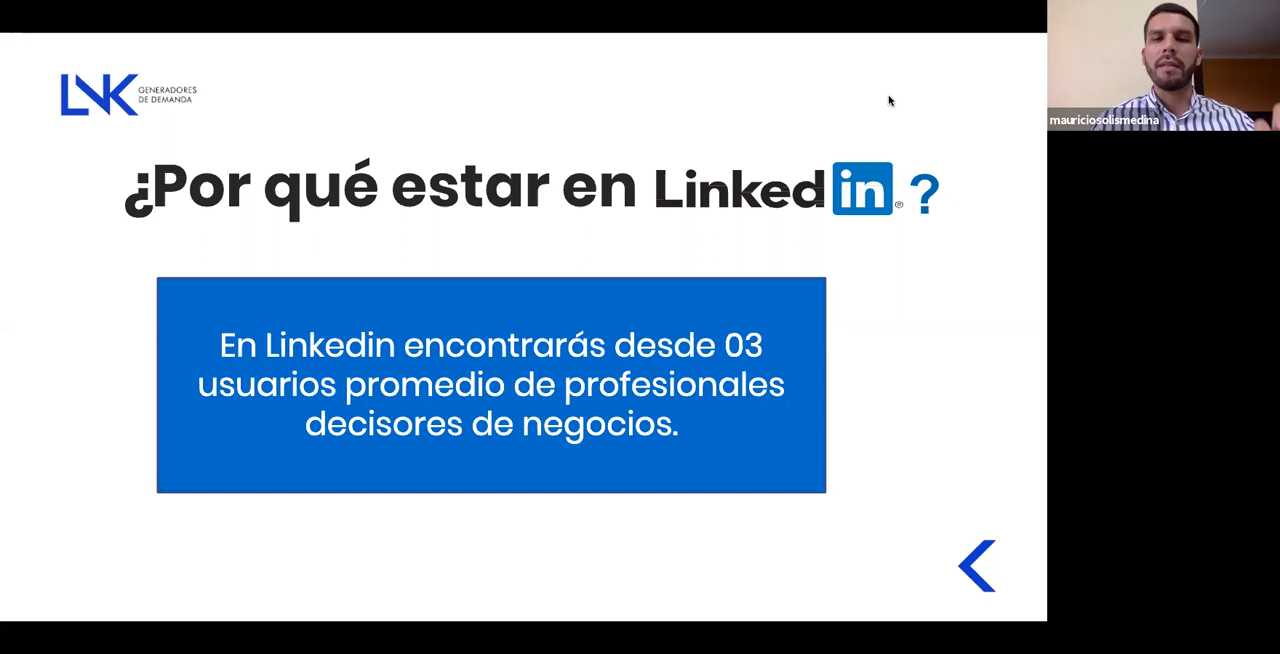 LNK GENERADORES
DE DEMANDA
¿Por qué estar en Linkedin® ?
En Linkedin encontrarás desde 03
usuarios promedio de profesionales
decisores de negocios.
mauriciosolismedina